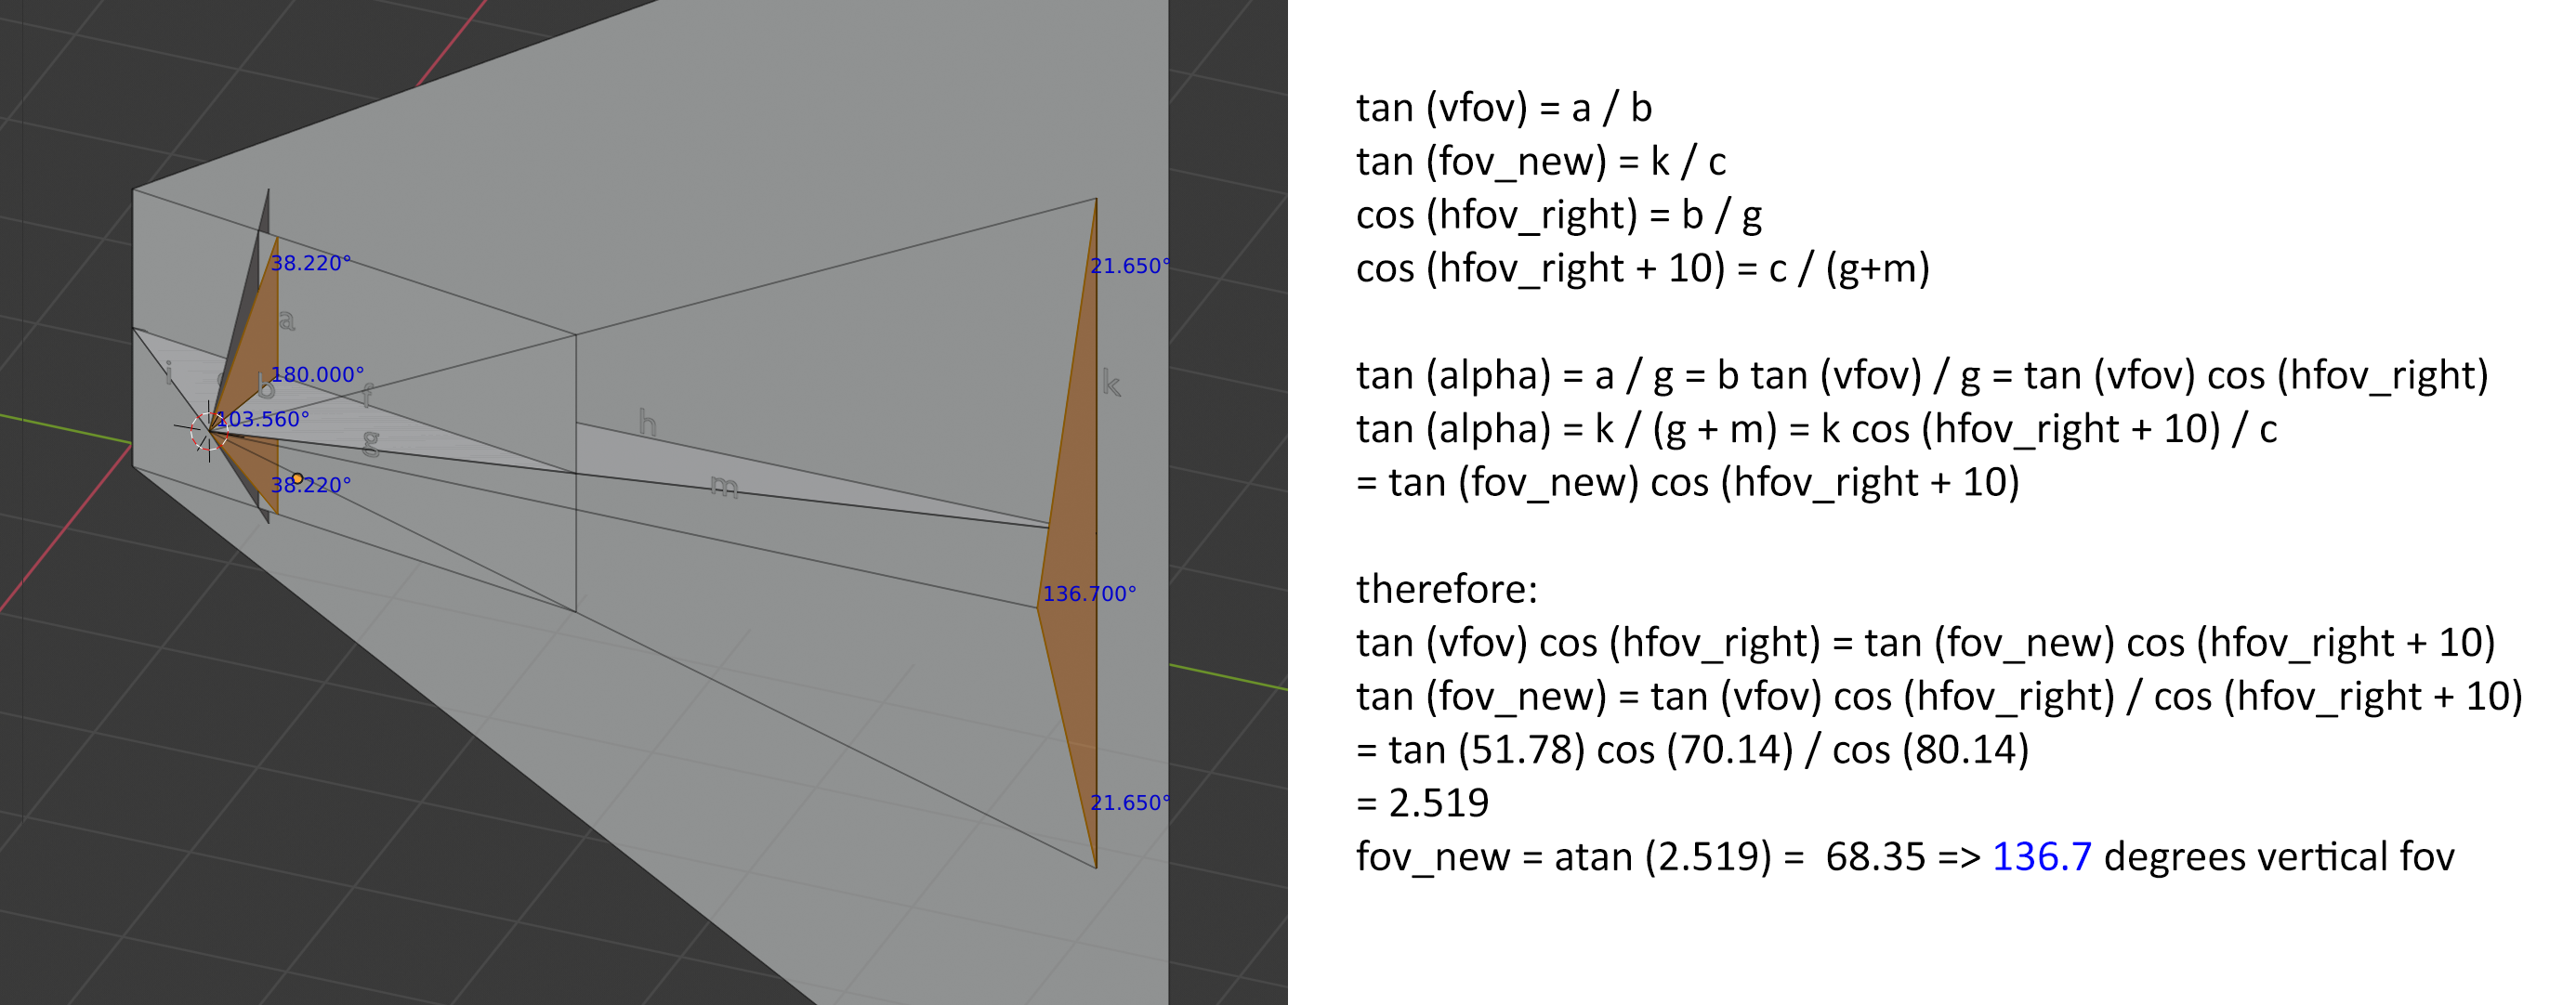 38.220°
a
180.000°
i
b
f
103.560°
g
h
m
38.220°
21.650°
k
136.700°
21.650°
tan (vfov) = a / b
tan (fov_new) = k / c
cos (hfov_right) = b / g
cos (hfov_right + 10) = c / (g+m)
tan (alpha) = a / g = b tan (vfov) / g = tan (vfov) cos (hfov_right)
tan (alpha) = k / (g + m) = k cos (hfov_right + 10) / c
= tan (fov_new) cos (hfov_right + 10)
therefore:
tan (vfov) cos (hfov_right) = tan (fov_new) cos (hfov_right + 10)
tan (fov_new) = tan (vfov) cos (hfov_right) / cos (hfov_right + 10)
= tan (51.78) cos (70.14) / cos (80.14)
= 2.519
fov_new = atan (2.519) =  68.35 => 136.7 degrees vertical fov